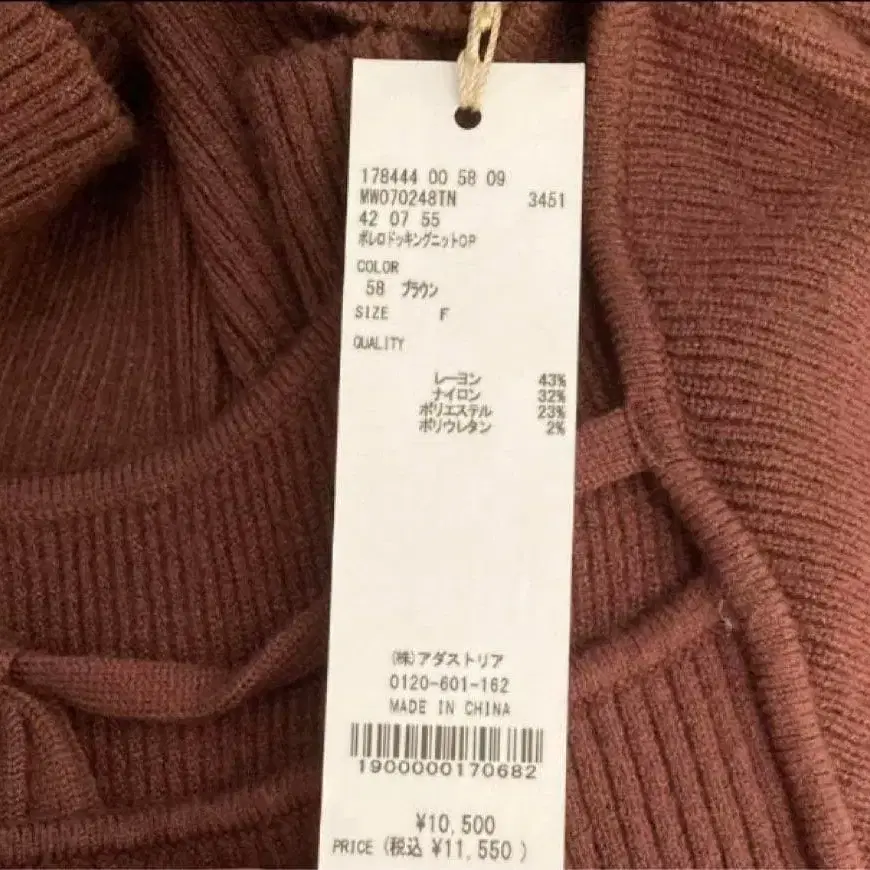 178444 00 58 09
MW070248TN 3451
42 07 55
ボレロドッキングニットOP
COLOR
58 ブラウン
SIZE F
QUALITY
レーヨン 43%
ナイロン 32%
ポリエステル 23%
ポリウレタン 2%
(株)アダストリア
0120-601-162
MADE IN CHINA
1900000170682
¥10,500
PRICE (税込 ¥11,550 )